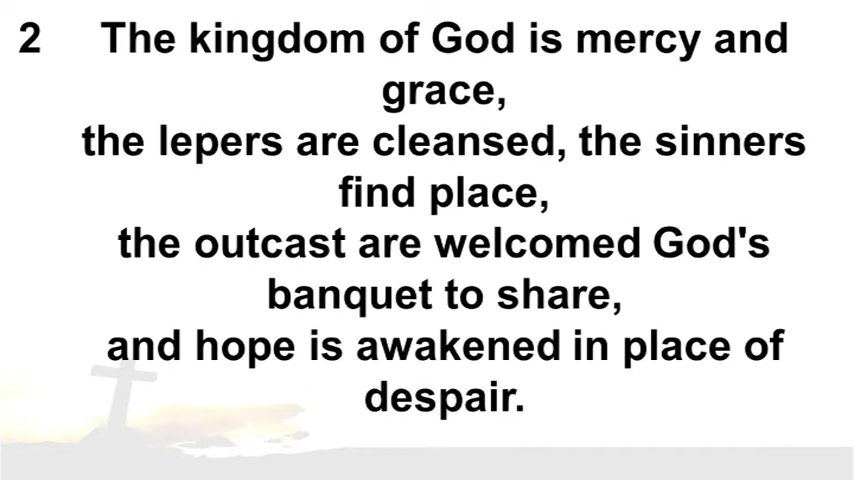 2 The kingdom of God is mercy and
grace,
the lepers are cleansed, the sinners
find place,
the outcast are welcomed God's
banquet to share,
and hope is awakened in place of
despair.